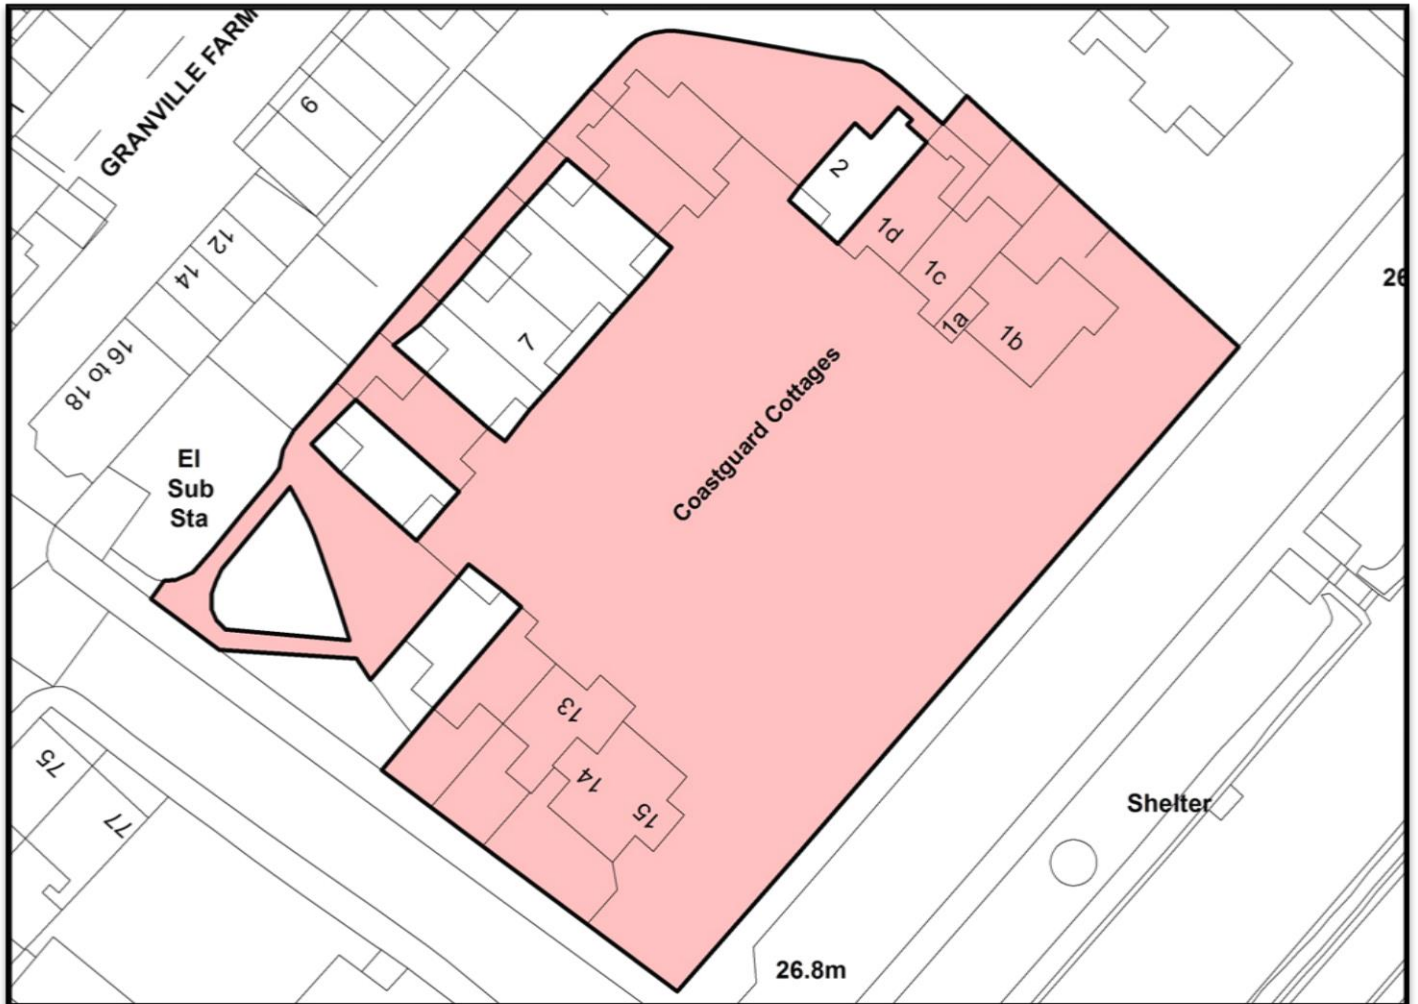 GRANVILLE FARM
9
12
14
16 to 18
El
Sub
Sta
2
1d
1c
1a
1b
26
7
Coastguard Cottages
13
14
15
75
77
Shelter
26.8m